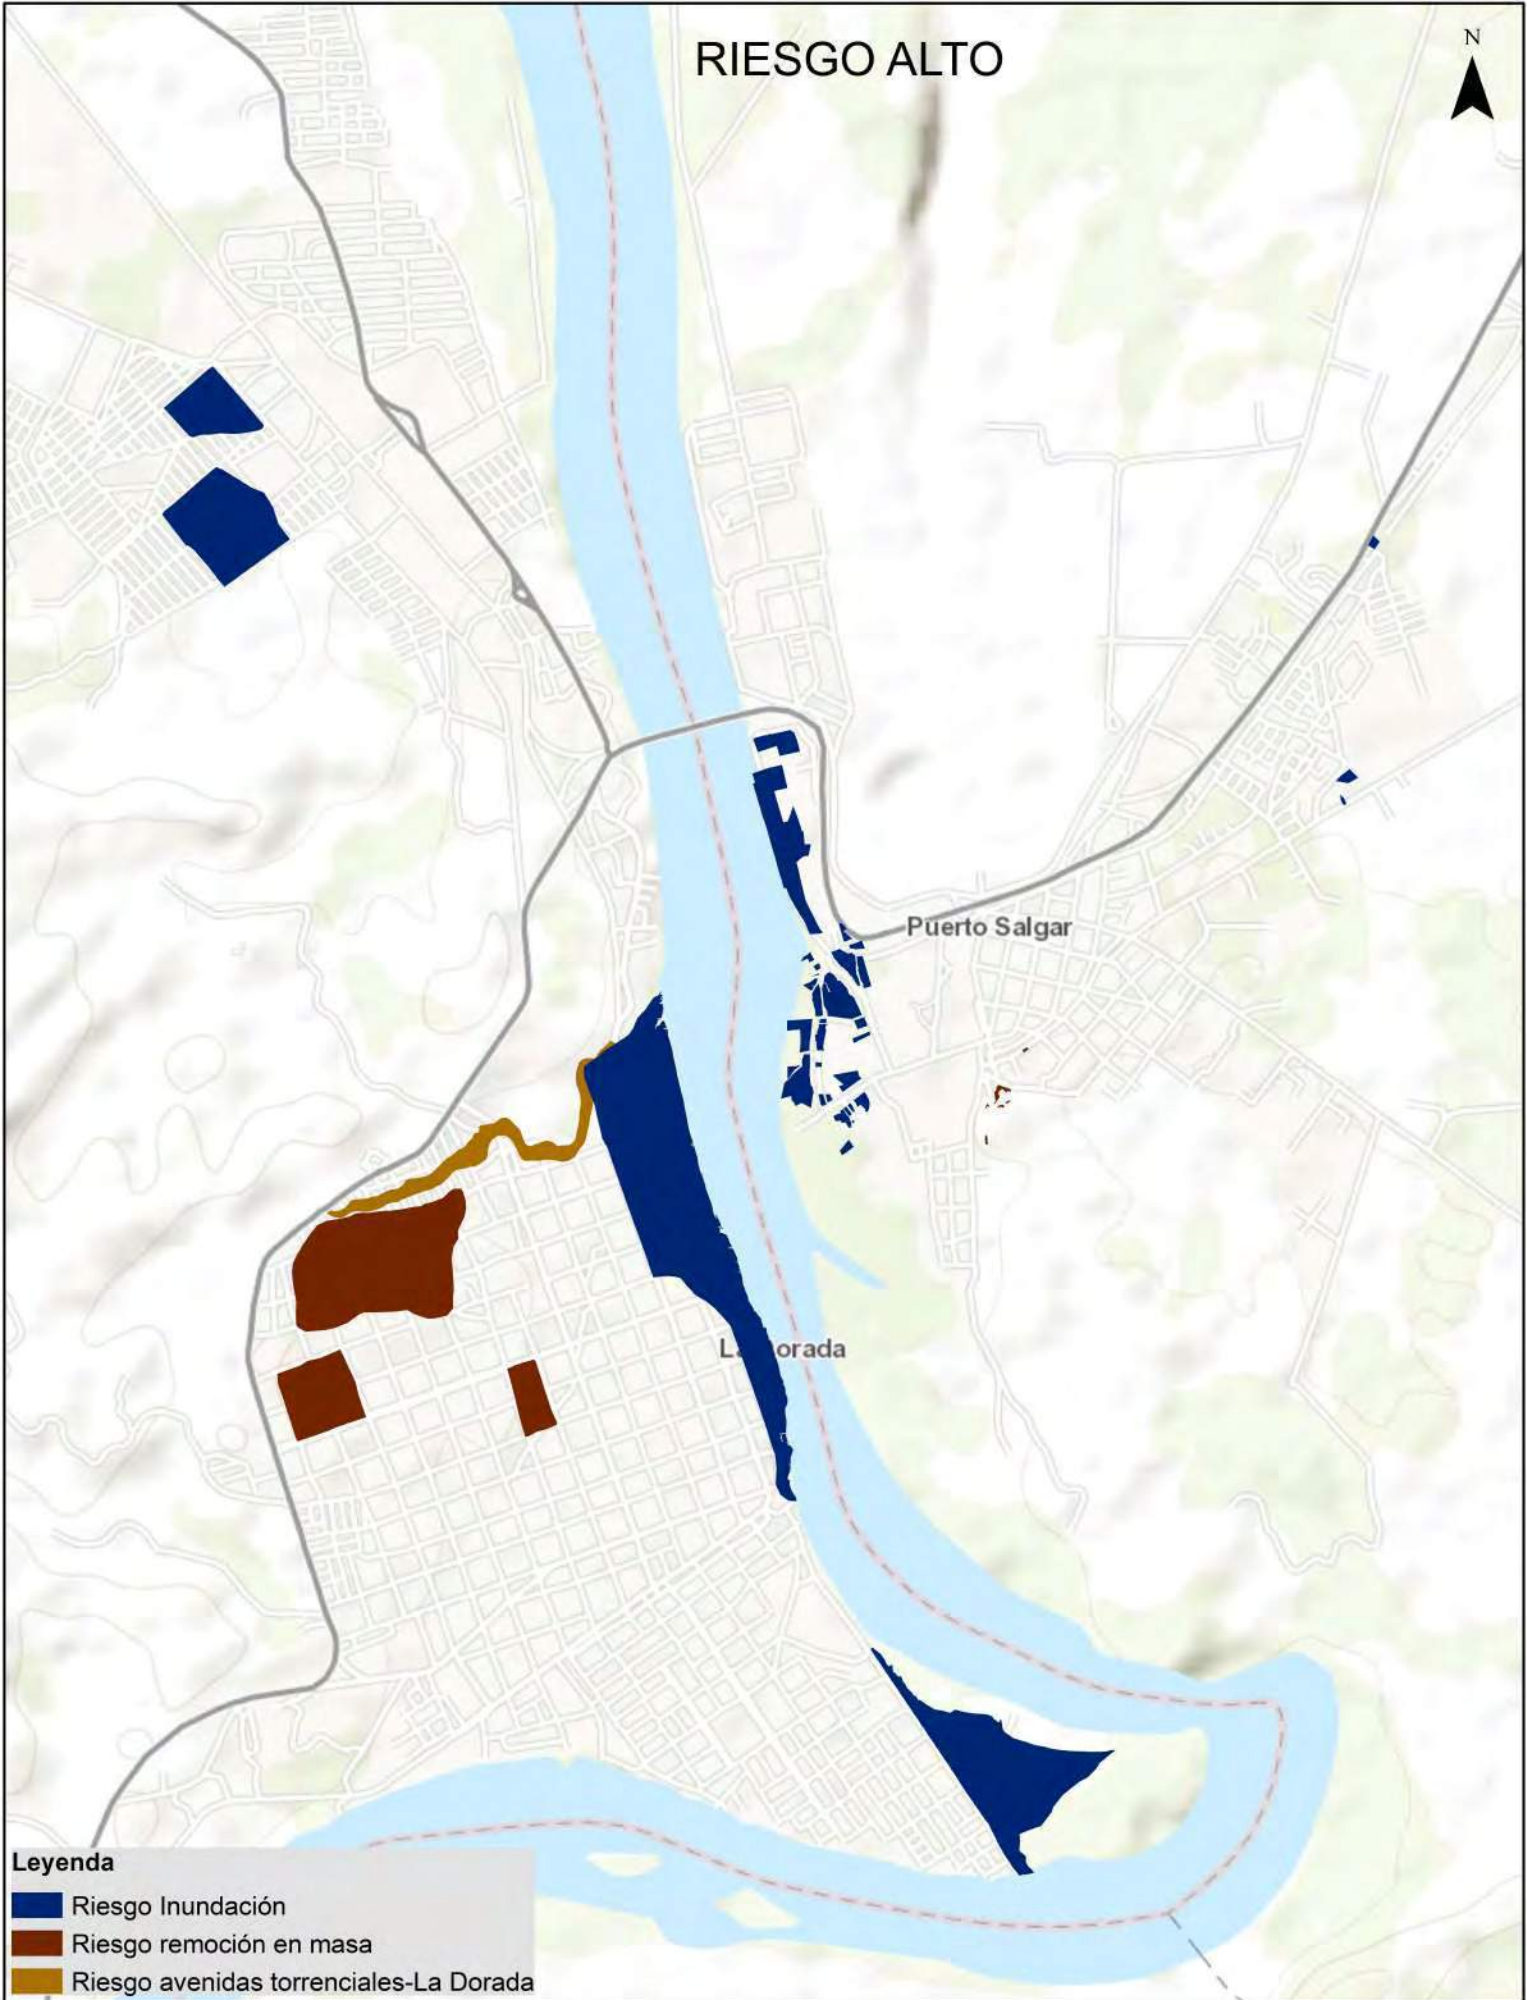 RIESGO ALTO
N
Puerto Salgar
La Dorada
Leyenda
Riesgo Inundación
Riesgo remoción en masa
Riesgo avenidas torrenciales-La Dorada